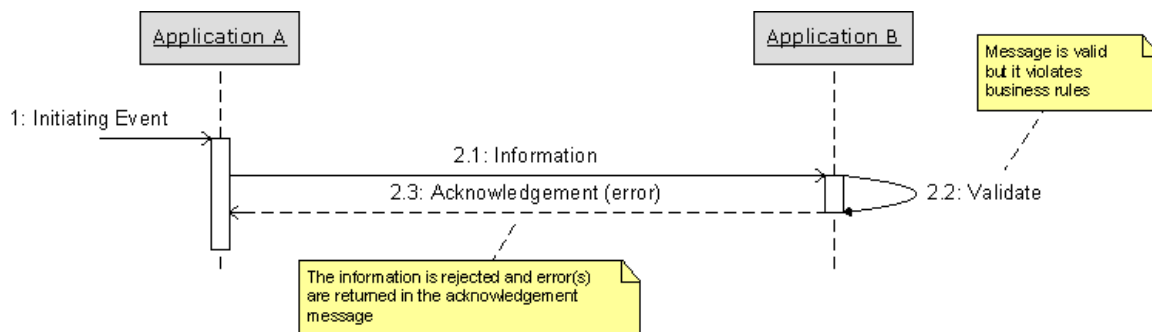 Application A
Application B
Message is valid
but it violates
business rules
1: Initiating Event
2.1: Information
2.3: Acknowledgement (error)
2.2: Validate
The information is rejected and error(s)
are returned in the acknowledgement
message